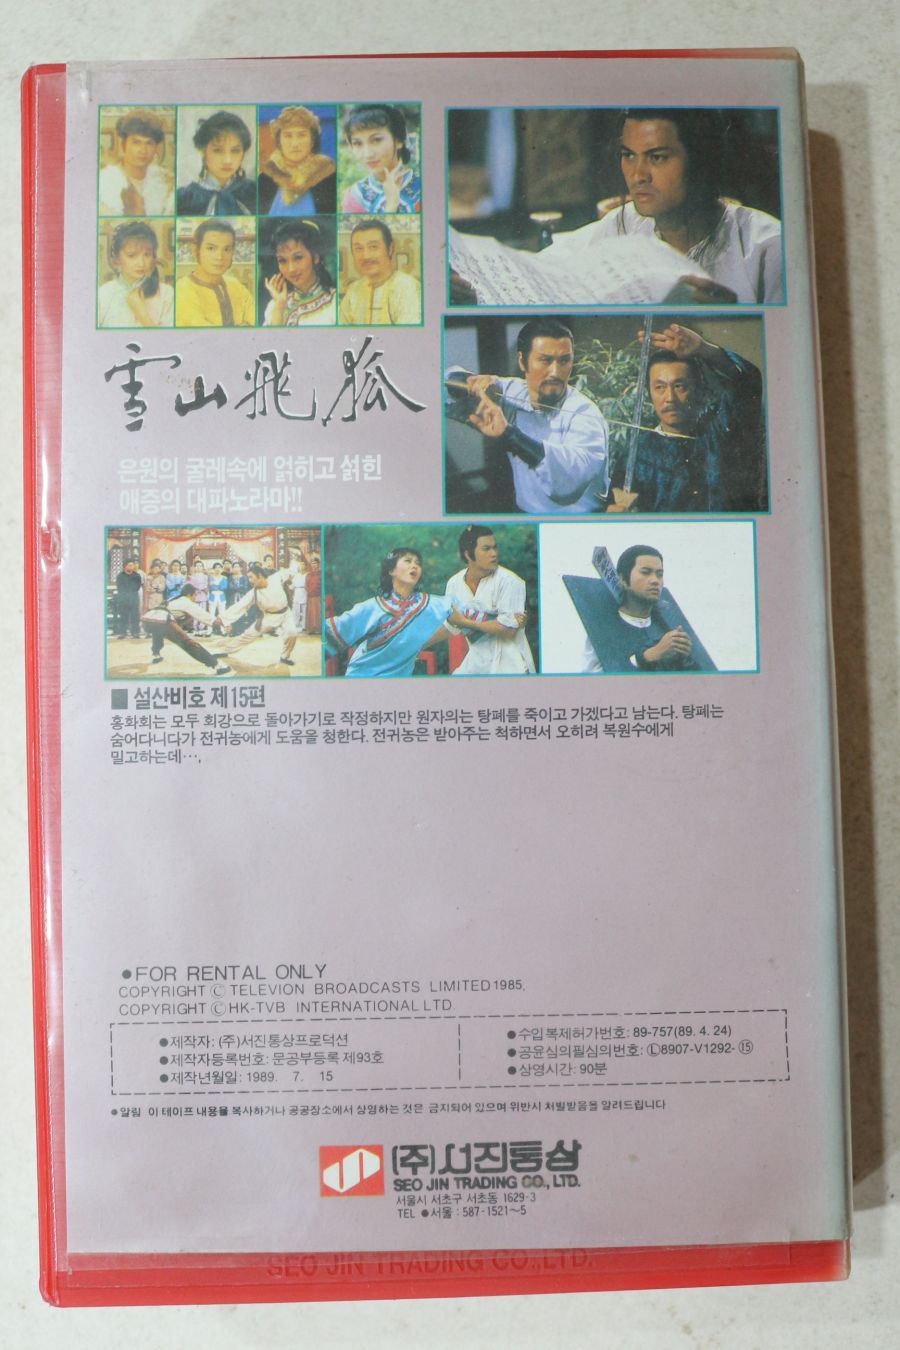 雪山飛狐
은원의 굴레속에 얽히고 설힌
애증의 대파노라마!!
■ 설산비호 제15편
홍화회는 모두 회강으로 돌아가기로 작정하지만 원자의는 탕폐를 죽이고 가겠다고 남는다. 탕폐는
숨어다니다가 전귀농에게 도움을 청한다. 전귀농은 받아주는 척하면서 오히려 복원수에게
밀고하는데….
●FOR RENTAL ONLY
COPYRIGHT Ⓒ TELEVION BROADCASTS LIMITED 1985.
COPYRIGHT Ⓒ HK-TVB INTERNATIONAL LTD
●제작자: (주)서진통상프로덕션
●제작자등록번호: 문공부등록 제93호
●제작년월일: 1989. 7. 15
●수입복제허가번호: 89-757(89. 4. 24)
●공윤심의필심의번호: Ⓛ8907-V1292-⑮
●상영시간: 90분
●알림 이 테이프 내용물 복사하거나 공공장소에서 상영하는 것은 금지되어 있으며 위반시 처벌받음을 알려드립니다
(주)서진통상
SEO JIN TRADING CO., LTD.
서울시 서초구 서초동 1629-3
TEL ●서울 : 587-1521~5
SEO JIN TRADING CO., LTD.